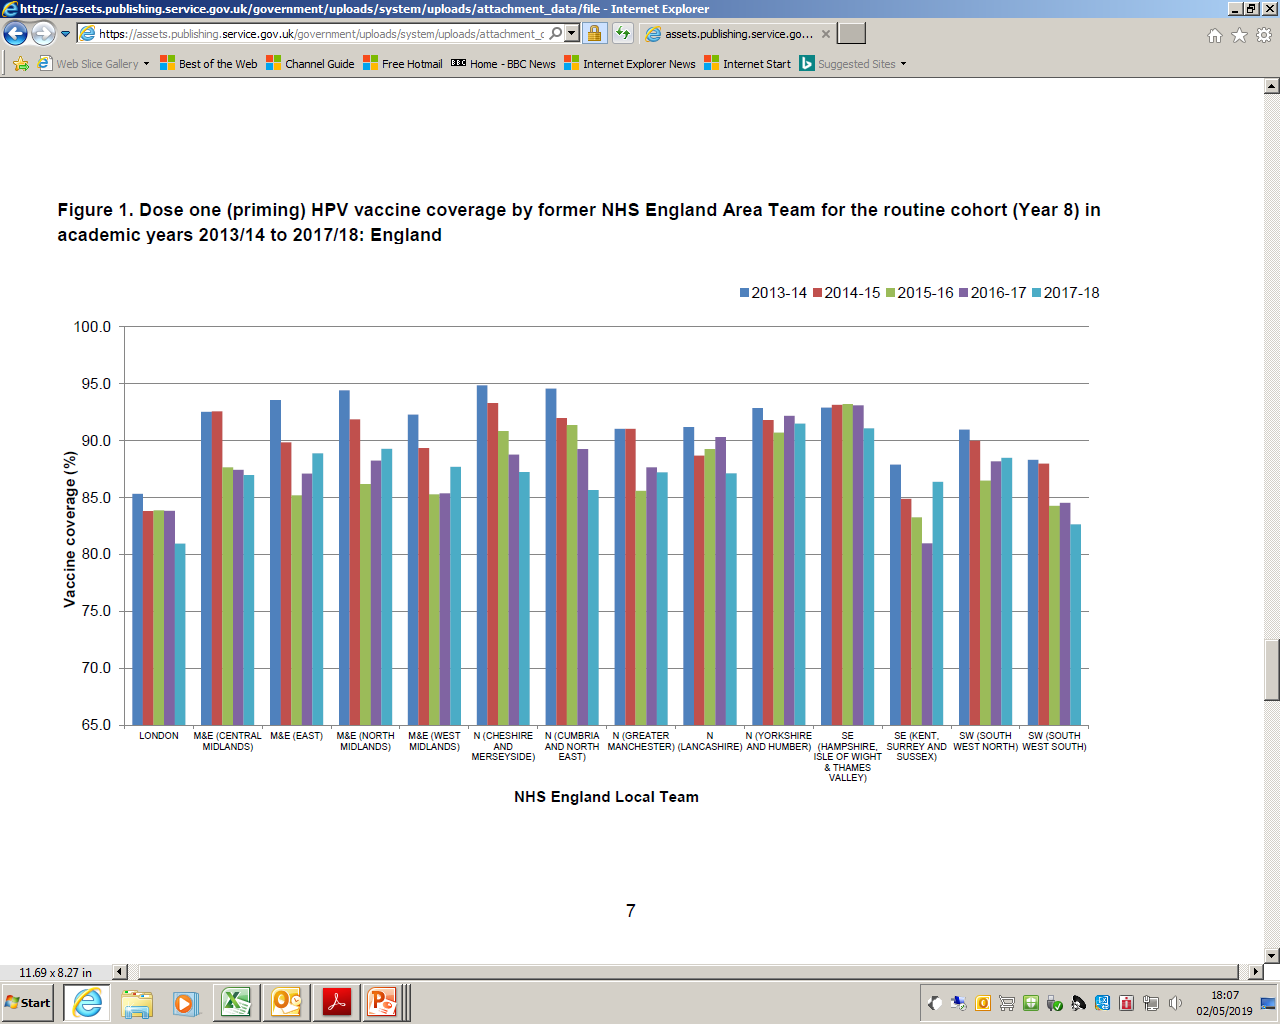 https://assets.publishing.service.gov.uk/government/uploads/system/uploads/attachment_data/file - Internet Explorer
https://assets.publishing.service.gov.uk/government/uploads/system/uploads/attachment_c
assets.publishing.service.go...
Web Slice Gallery
Best of the Web
Channel Guide
Free Hotmail
BBC
Home - BBC News
Internet Explorer News
Internet Start
Suggested Sites
Figure 1. Dose one (priming) HPV vaccine coverage by former NHS England Area Team for the routine cohort (Year 8) in
academic years 2013/14 to 2017/18: England
2013-14 2014-15 2015-16 2016-17 2017-18
100.0
95.0
90.0
85.0
80.0
75.0
70.0
65.0
Vaccine coverage (%)
LONDON
M&E (CENTRAL
MIDLANDS)
M&E (EAST)
M&E (NORTH
MIDLANDS)
M&E (WEST
MIDLANDS)
N (CHESHIRE
AND
MERSEYSIDE)
N (CUMBRIA
AND NORTH
EAST)
N (GREATER
MANCHESTER)
N
(LANCASHIRE)
N (YORKSHIRE
AND HUMBER)
SE
(HAMPSHIRE,
ISLE OF WIGHT
& THAMES
VALLEY)
SE (KENT,
SURREY AND
SUSSEX)
SW (SOUTH
WEST NORTH)
SW (SOUTH
WEST SOUTH)
NHS England Local Team
7
11.69 x 8.27 in
Start
18:07
02/05/2019